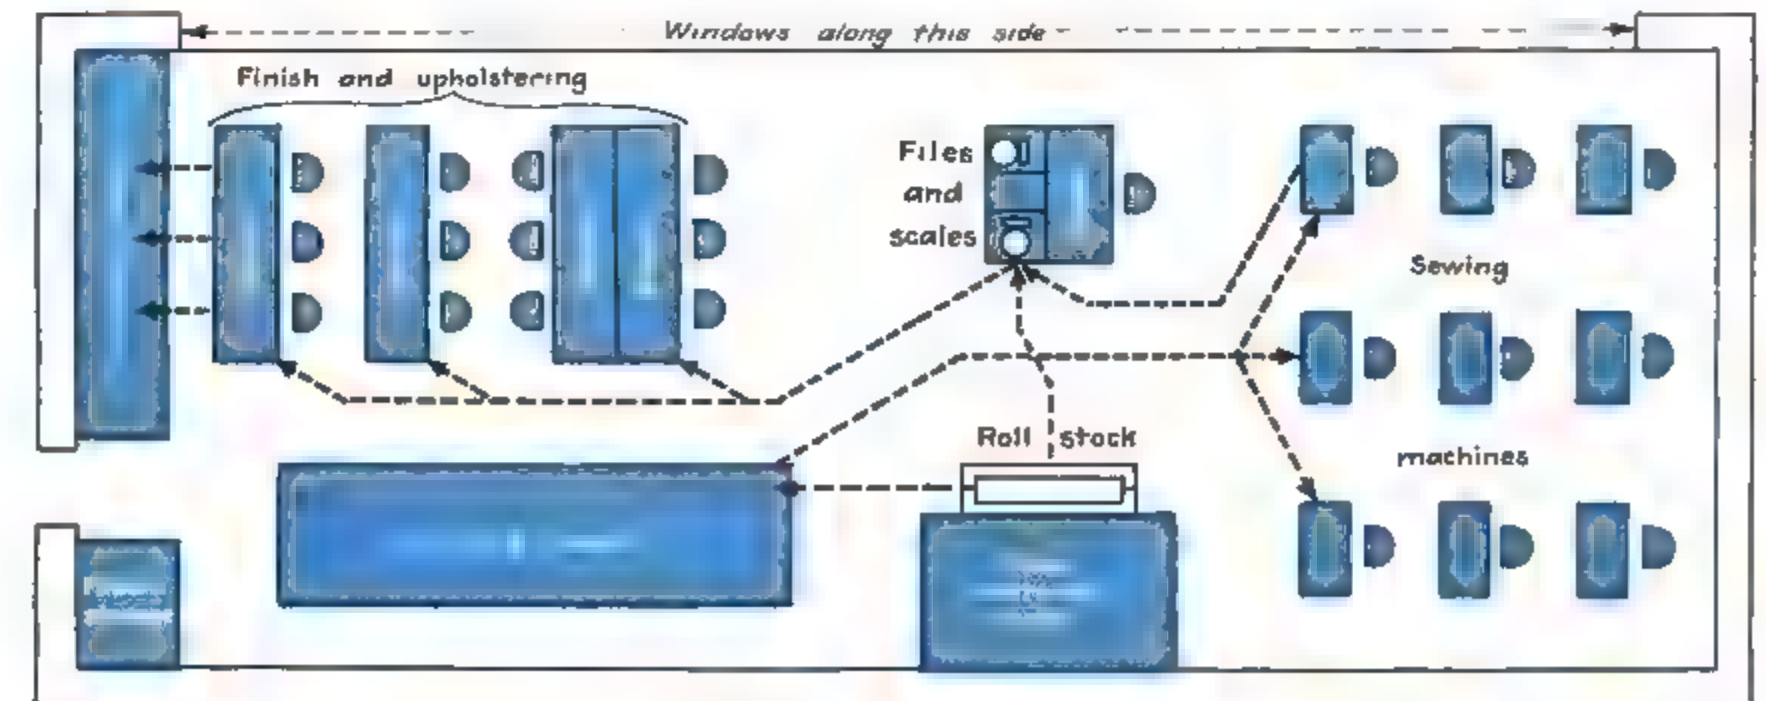 Windows along this side
Finish and upholstering
Files
and
scales
Sewing
Roll stock
machines